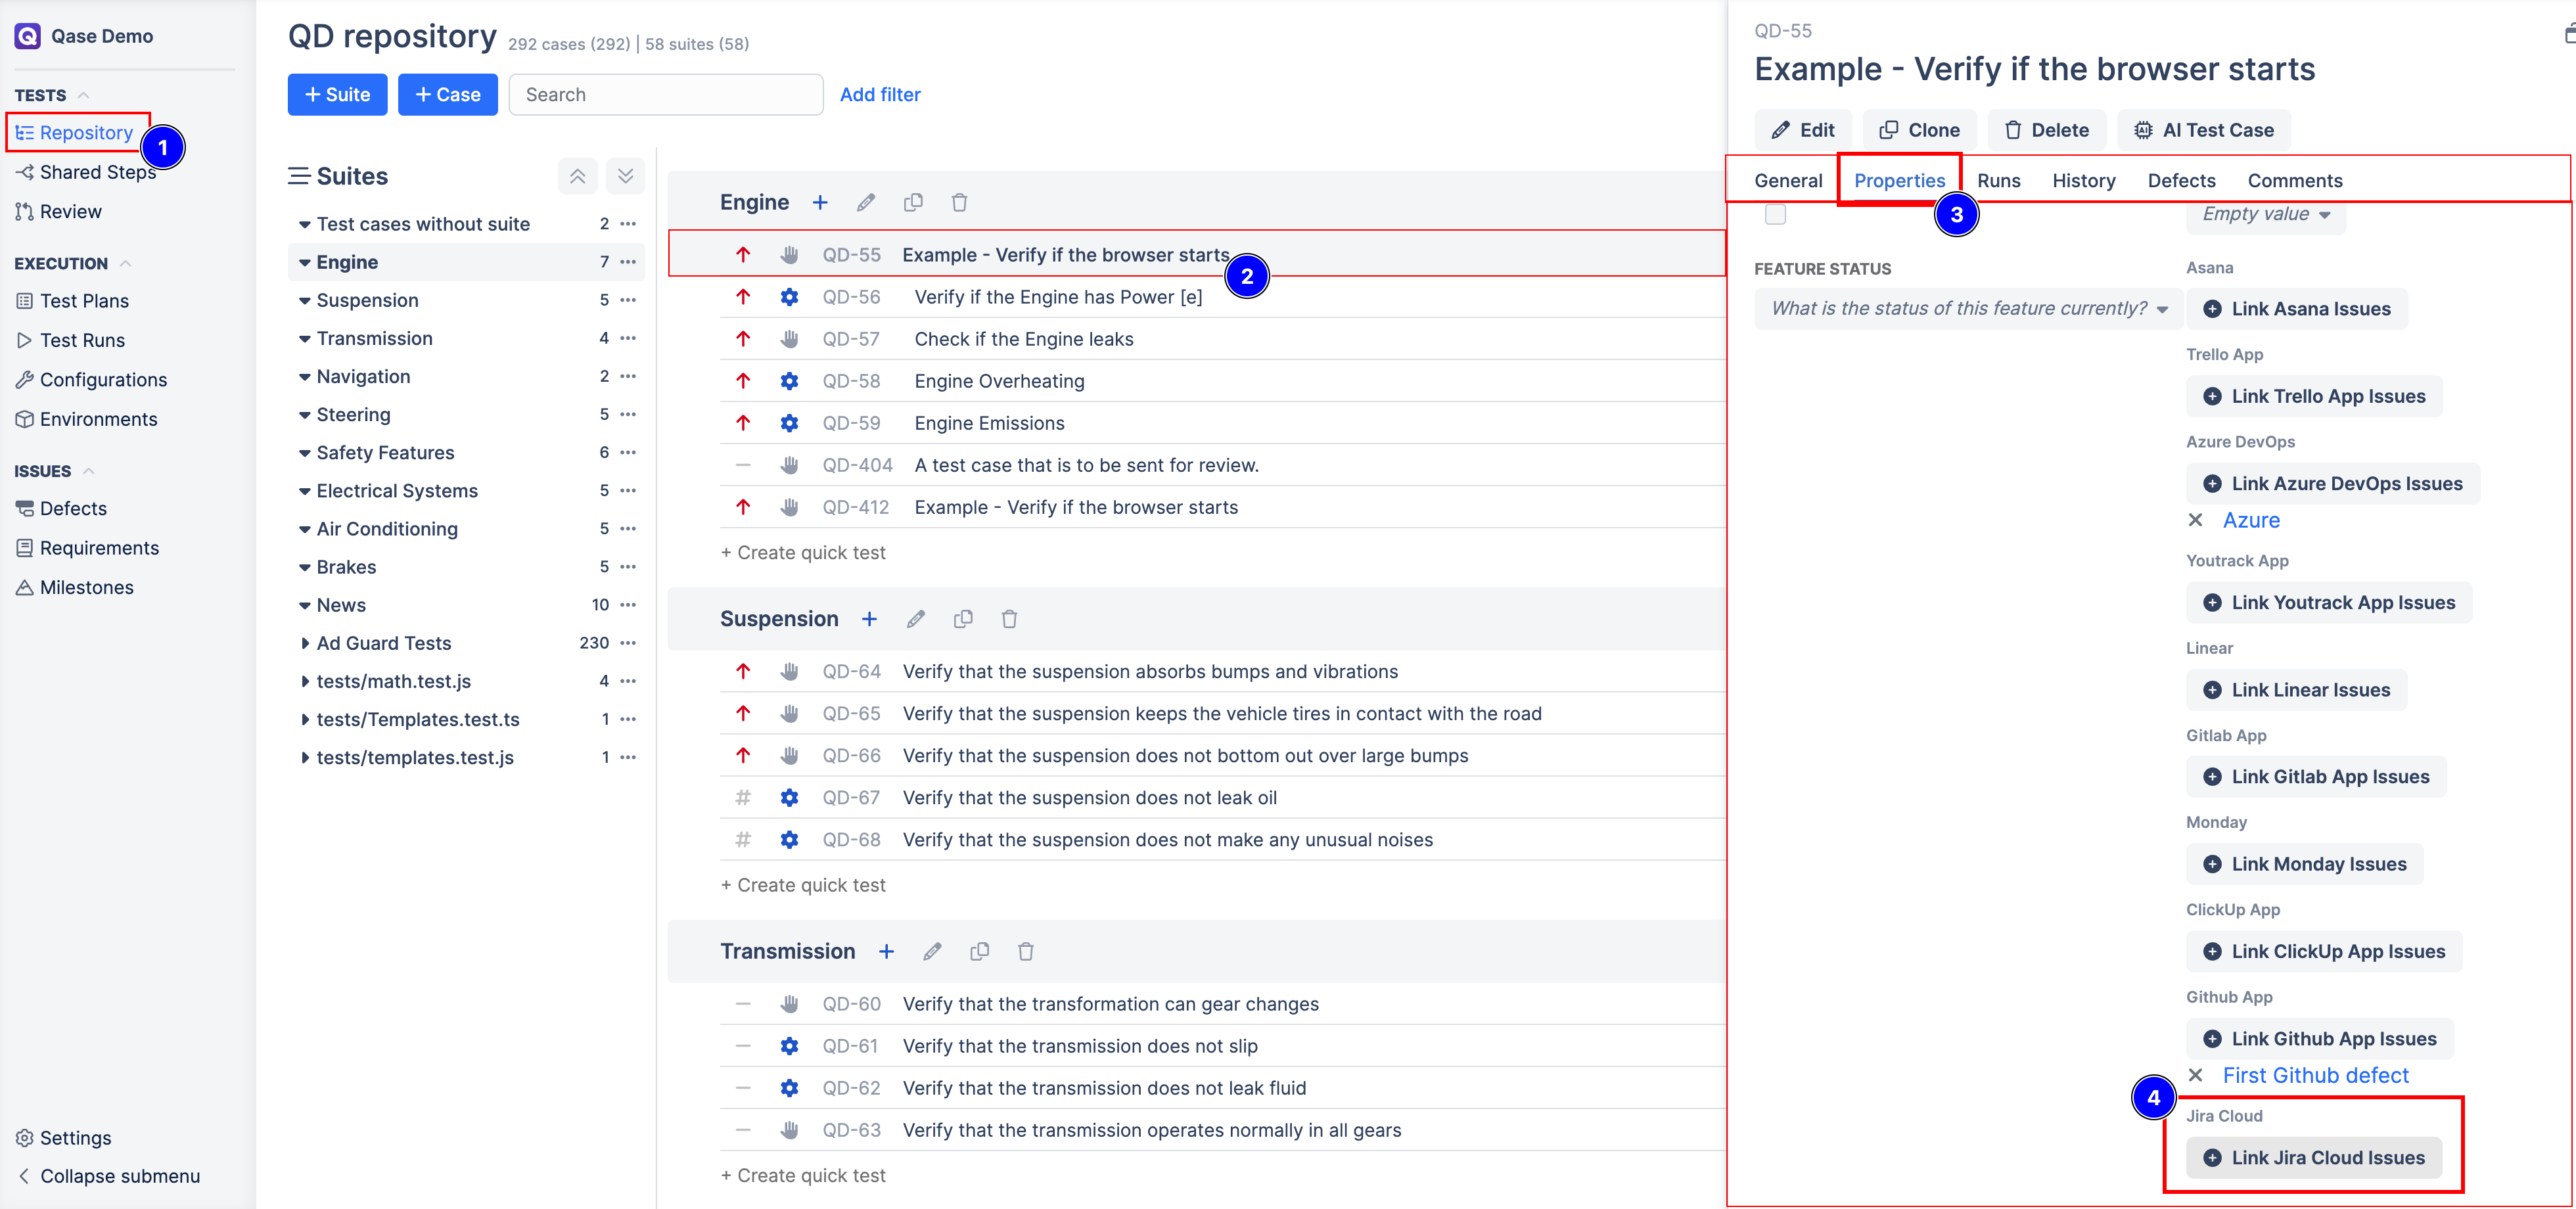 Qase Demo
TESTS
Repository
1
Shared Steps
Review
EXECUTION
Test Plans
Test Runs
Configurations
Environments
ISSUES
Defects
Requirements
Milestones
Settings
Collapse submenu
QD repository 292 cases (292) | 58 suites (58)
+ Suite
+ Case
Search
Add filter
Suites
Test cases without suite 2
Engine 7
Suspension 5
Transmission 4
Navigation 2
Steering 5
Safety Features 6
Electrical Systems 5
Air Conditioning 5
Brakes 5
News 10
Ad Guard Tests 230
tests/math.test.js 4
tests/Templates.test.ts 1
tests/templates.test.js 1
Engine +
QD-55 Example - Verify if the browser starts
2
QD-56 Verify if the Engine has Power [e]
QD-57 Check if the Engine leaks
QD-58 Engine Overheating
QD-59 Engine Emissions
QD-404 A test case that is to be sent for review.
QD-412 Example - Verify if the browser starts
+ Create quick test
Suspension +
QD-64 Verify that the suspension absorbs bumps and vibrations
QD-65 Verify that the suspension keeps the vehicle tires in contact with the road
QD-66 Verify that the suspension does not bottom out over large bumps
# QD-67 Verify that the suspension does not leak oil
# QD-68 Verify that the suspension does not make any unusual noises
+ Create quick test
Transmission +
QD-60 Verify that the transformation can gear changes
QD-61 Verify that the transmission does not slip
QD-62 Verify that the transmission does not leak fluid
QD-63 Verify that the transmission operates normally in all gears
+ Create quick test
QD-55
Example - Verify if the browser starts
Edit
Clone
Delete
AI Test Case
General Properties Runs History Defects Comments
3
Empty value
FEATURE STATUS
What is the status of this feature currently?
Asana
Link Asana Issues
Trello App
Link Trello App Issues
Azure DevOps
Link Azure DevOps Issues
Azure
Youtrack App
Link Youtrack App Issues
Linear
Link Linear Issues
Gitlab App
Link Gitlab App Issues
Monday
Link Monday Issues
ClickUp App
Link ClickUp App Issues
Github App
Link Github App Issues
First Github defect
4
Jira Cloud
Link Jira Cloud Issues